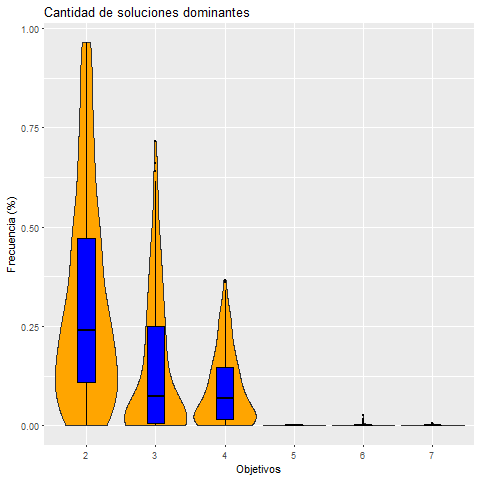 Cantidad de soluciones dominantes
Frecuencia (%)
1.00
0.75
0.50
0.25
0.00
2 3 4 5 6 7
Objetivos